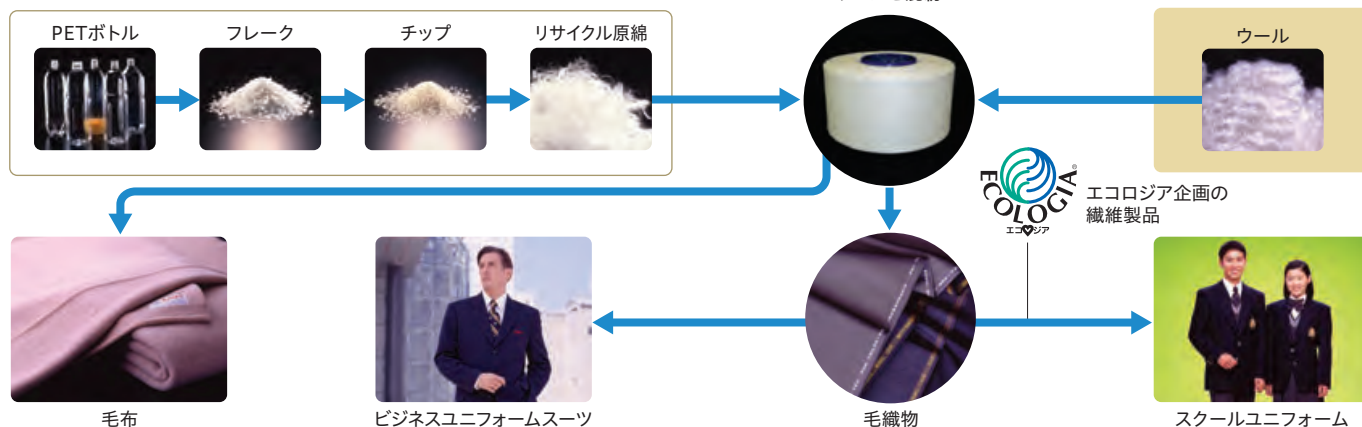 PETボトル
フレーク
チップ
リサイクル原綿
ウール
ECOLOGIA®
エコロジア
エコロジア企画の
繊維製品
毛布
ビジネスユニフォームスーツ
毛織物
スクールユニフォーム